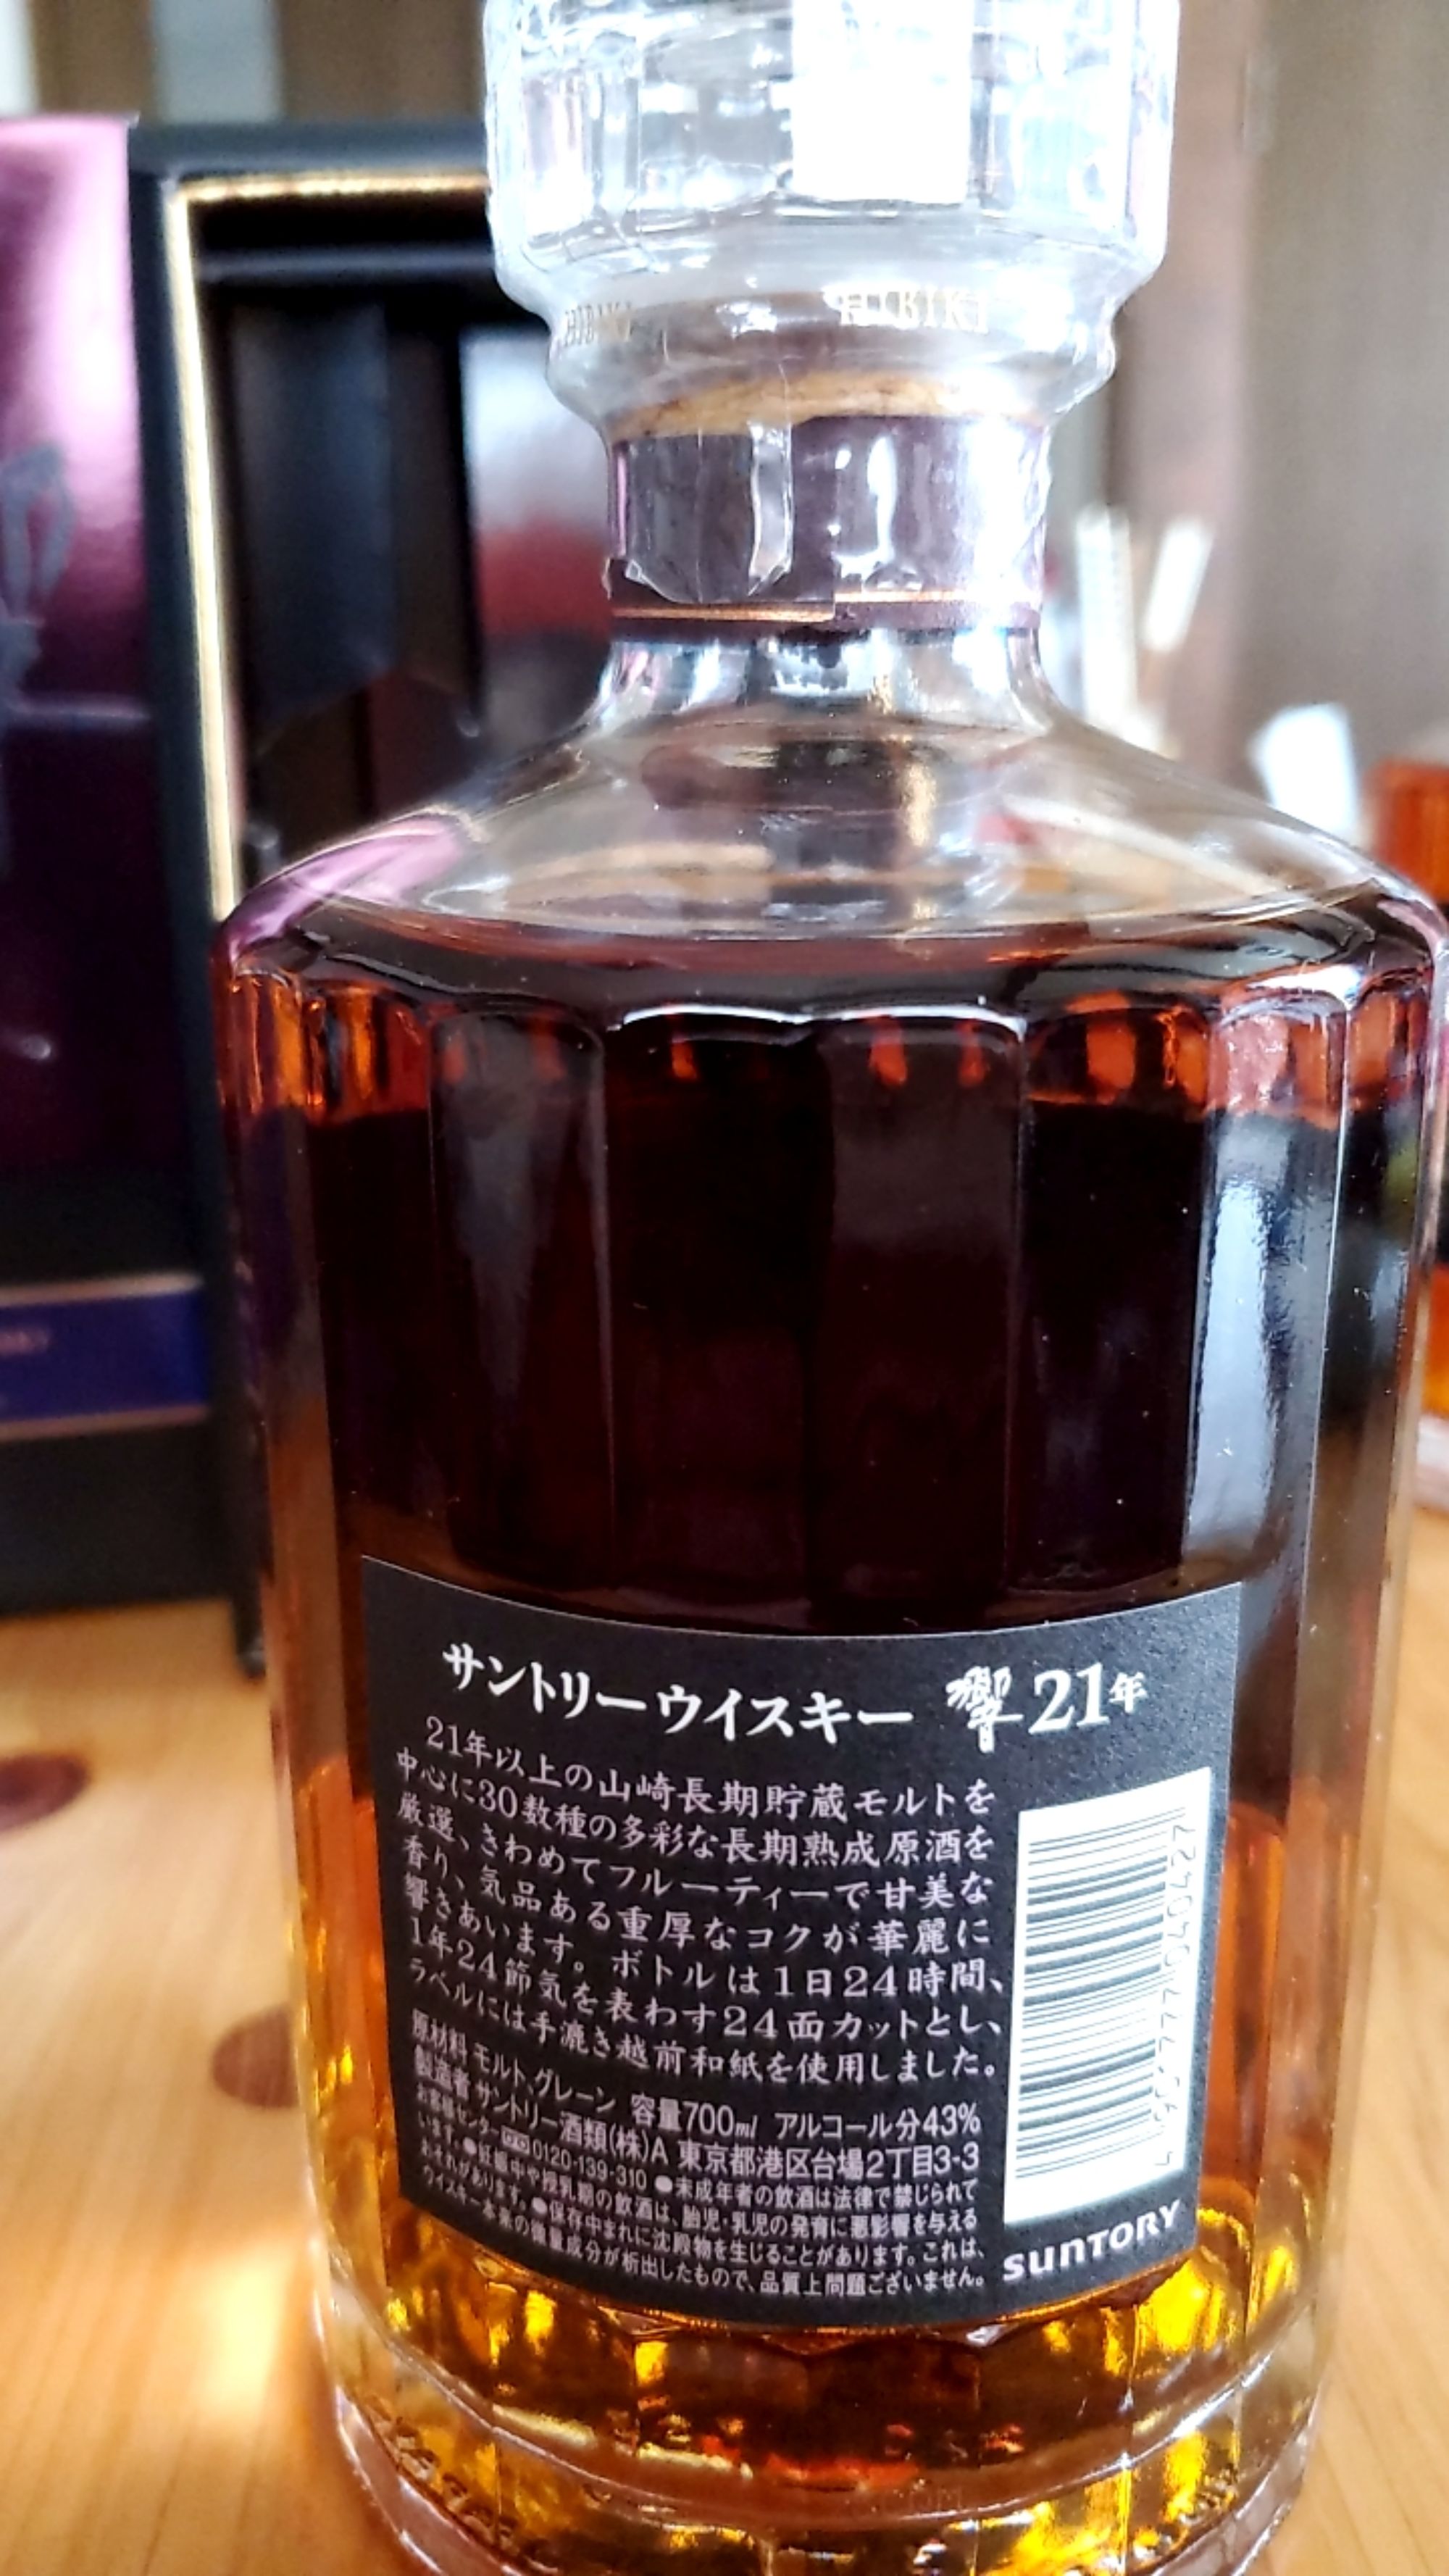 HIBIKI
HIBIKI
サントリーウイスキー 響 21年
21年以上の山崎長期貯蔵モルトを
中心に30数種の多彩な長期熟成原酒を
厳選、きわめてフルーティーで甘美な
香り、気品ある重厚なコクが華麗に
響きあいます。ボトルは1日24時間、
1年24節気を表わす24面カットとし、
ラベルには手漉き越前和紙を使用しました。
原材料 モルト、グレーン 容量700ml アルコール分43%
製造者 サントリー酒類(株)A 東京都港区台場2丁目3-3
お客様センター 0120-139-310 ●未成年者の飲酒は法律で禁じられて
います。●妊娠中や授乳期の飲酒は、胎児・乳児の発育に悪影響を与える
おそれがあります。●保存中まれに沈殿物を生じることがあります。これは、
ウイスキー本来の微量成分が析出したもので、品質上問題ございません。
SUNTORY